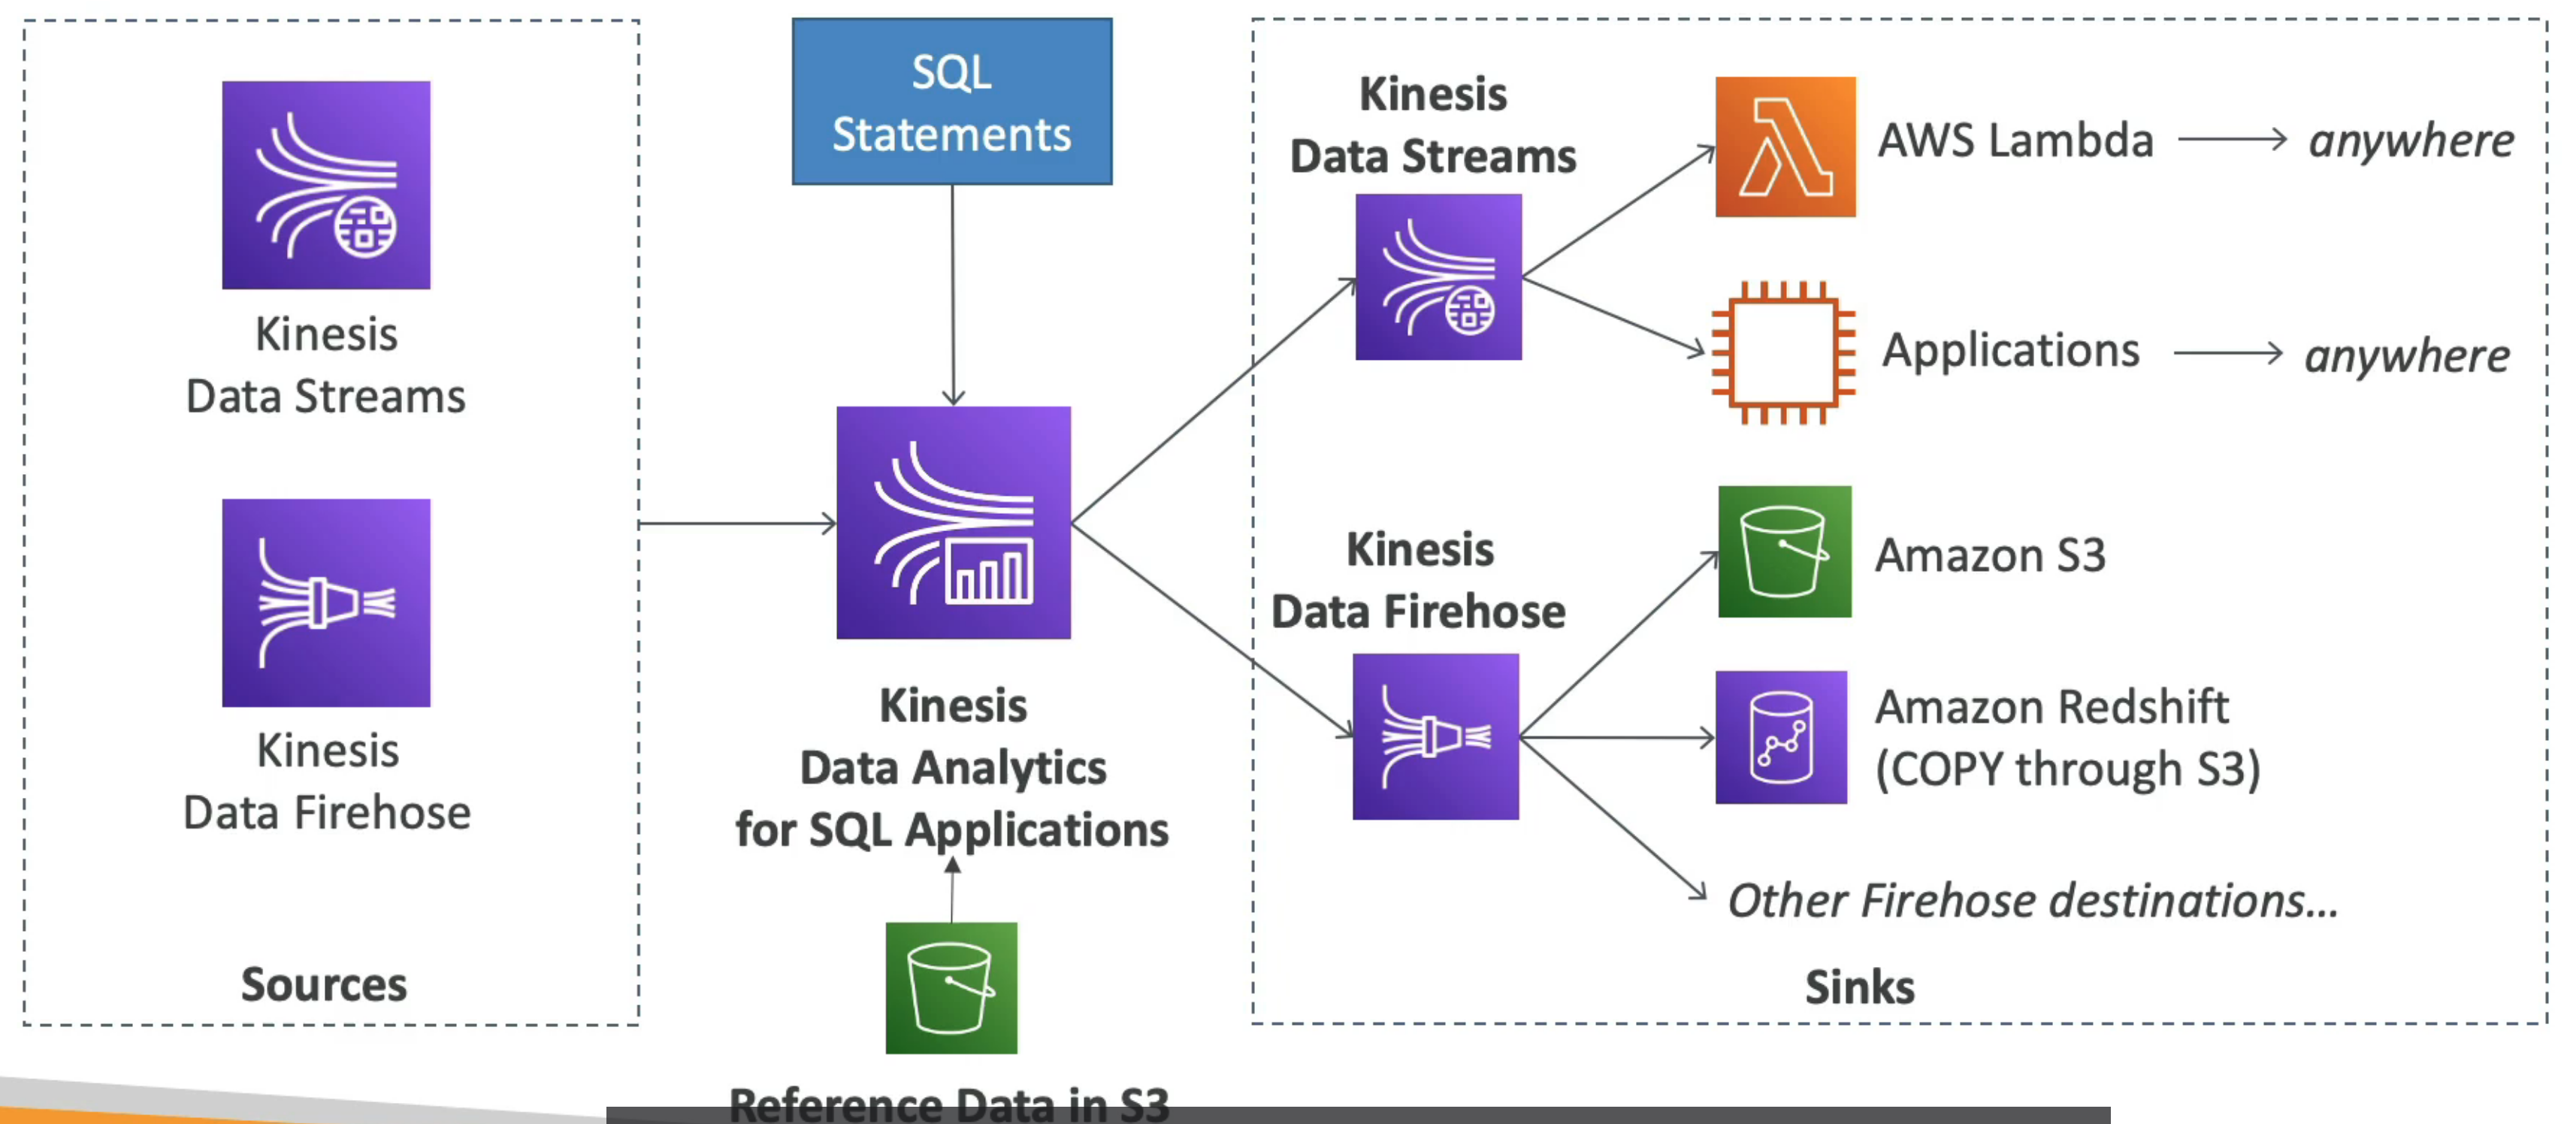 Kinesis
Data Streams
Kinesis
Data Firehose
Sources
SQL
Statements
Kinesis
Data Analytics
for SQL Applications
Reference Data in S3
Kinesis
Data Streams
AWS Lambda
anywhere
Applications
anywhere
Kinesis
Data Firehose
Amazon S3
Amazon Redshift
(COPY through S3)
Other Firehose destinations...
Sinks